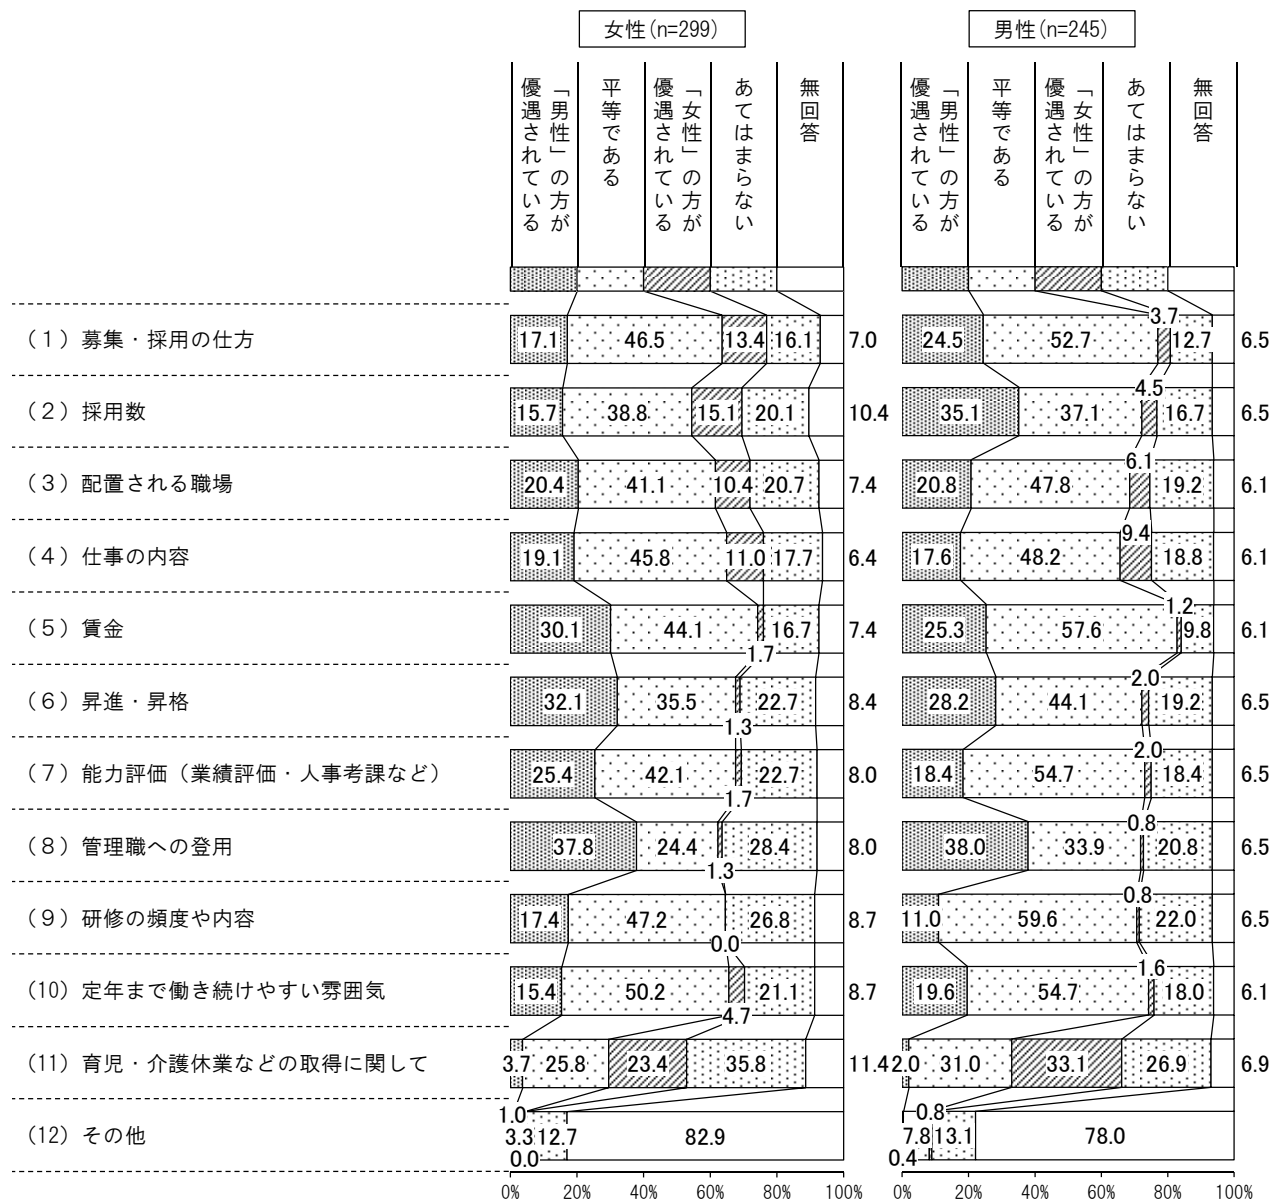 女性(n=299)
男性(n=245)
「男性」の方が
優遇されている
平等である
「女性」の方が
優遇されている
あてはまらない
無回答
「男性」の方が
優遇されている
平等である
「女性」の方が
優遇されている
あてはまらない
無回答
(1) 募集・採用の仕方 17.1 46.5 13.4 16.1 7.0 24.5 52.7 3.7 12.7 6.5
(2) 採用数 15.7 38.8 15.1 20.1 10.4 35.1 37.1 4.5 16.7 6.5
(3) 配置される職場 20.4 41.1 10.4 20.7 7.4 20.8 47.8 6.1 19.2 6.1
(4) 仕事の内容 19.1 45.8 11.0 17.7 6.4 17.6 48.2 9.4 18.8 6.1
(5) 賃金 30.1 44.1 1.7 16.7 7.4 25.3 57.6 1.2 9.8 6.1
(6) 昇進・昇格 32.1 35.5 1.3 22.7 8.4 28.2 44.1 2.0 19.2 6.5
(7) 能力評価(業績評価・人事考課など) 25.4 42.1 1.7 22.7 8.0 18.4 54.7 2.0 18.4 6.5
(8) 管理職への登用 37.8 24.4 1.3 28.4 8.0 38.0 33.9 0.8 20.8 6.5
(9) 研修の頻度や内容 17.4 47.2 0.0 26.8 8.7 11.0 59.6 0.8 22.0 6.5
(10) 定年まで働き続けやすい雰囲気 15.4 50.2 4.7 21.1 8.7 19.6 54.7 1.6 18.0 6.1
(11) 育児・介護休業などの取得に関して 3.7 25.8 23.4 35.8 11.4 2.0 31.0 33.1 26.9 6.9
(12) その他 1.0 3.3 0.0 12.7 82.9 0.4 7.8 0.8 13.1 78.0
0% 20% 40% 60% 80% 100% 0% 20% 40% 60% 80% 100%